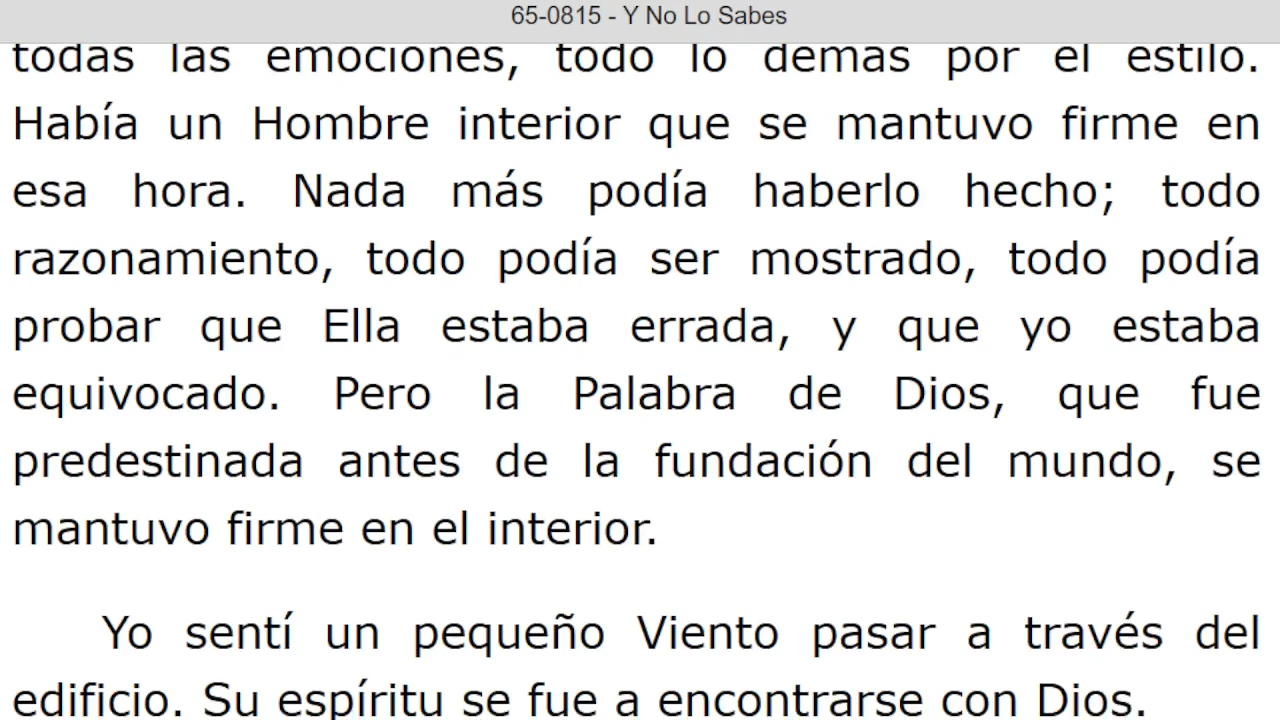 65-0815 - Y No Lo Sabes
todas las emociones, todo lo demás por el estilo.
Había un Hombre interior que se mantuvo firme en
esa hora. Nada más podía haberlo hecho; todo
razonamiento, todo podía ser mostrado, todo podía
probar que Ella estaba errada, y que yo estaba
equivocado. Pero la Palabra de Dios, que fue
predestinada antes de la fundación del mundo, se
mantuvo firme en el interior.
Yo sentí un pequeño Viento pasar a través del
edificio. Su espíritu se fue a encontrarse con Dios.